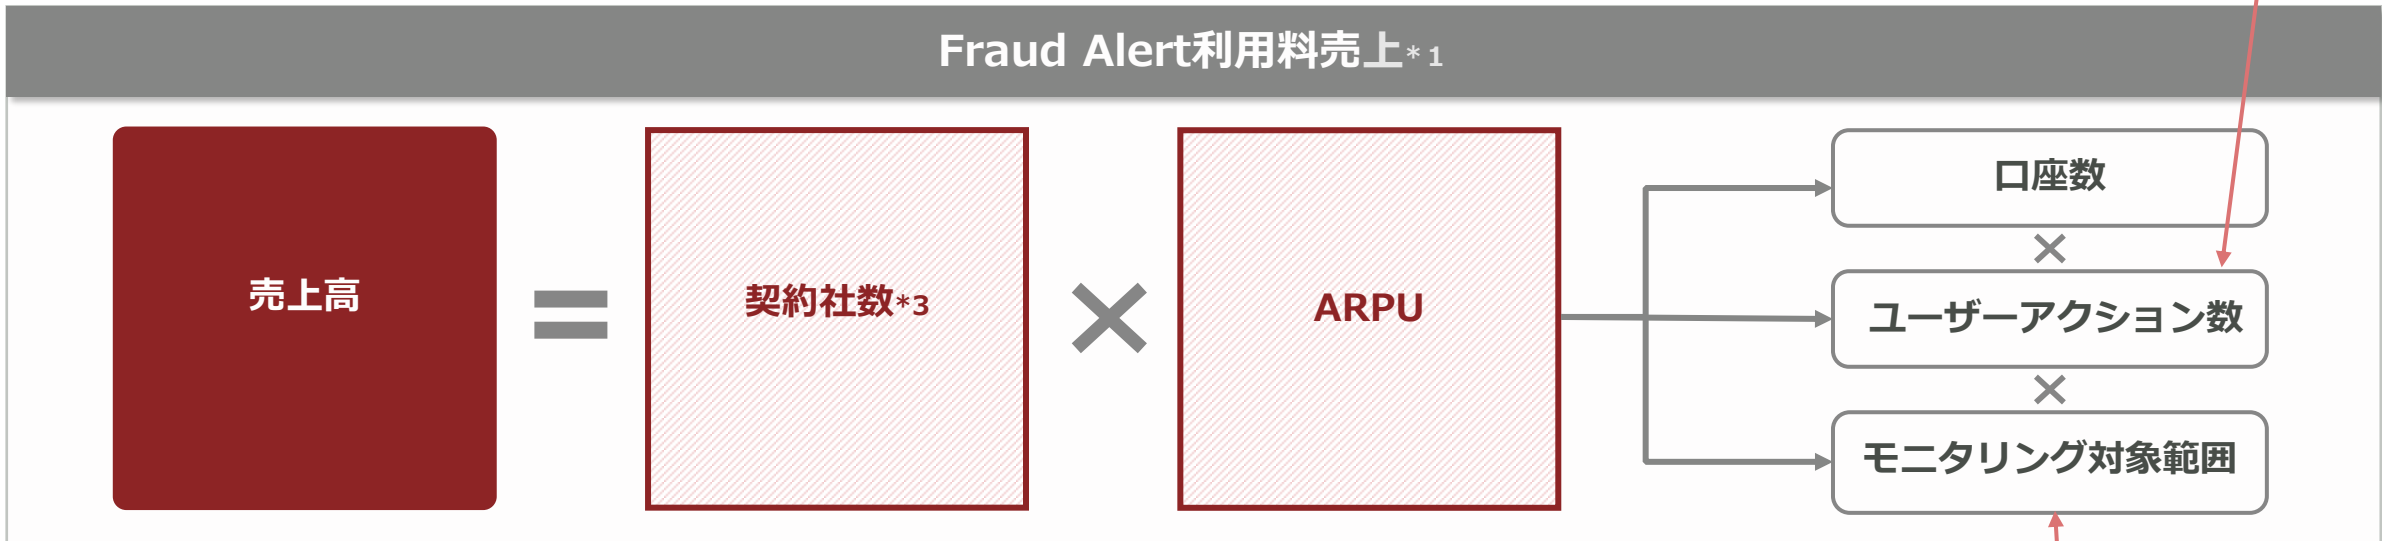 Fraud Alert利用料売上*1
売上高
=
契約社数*3
×
ARPU
口座数
×
ユーザーアクション数
×
モニタリング対象範囲